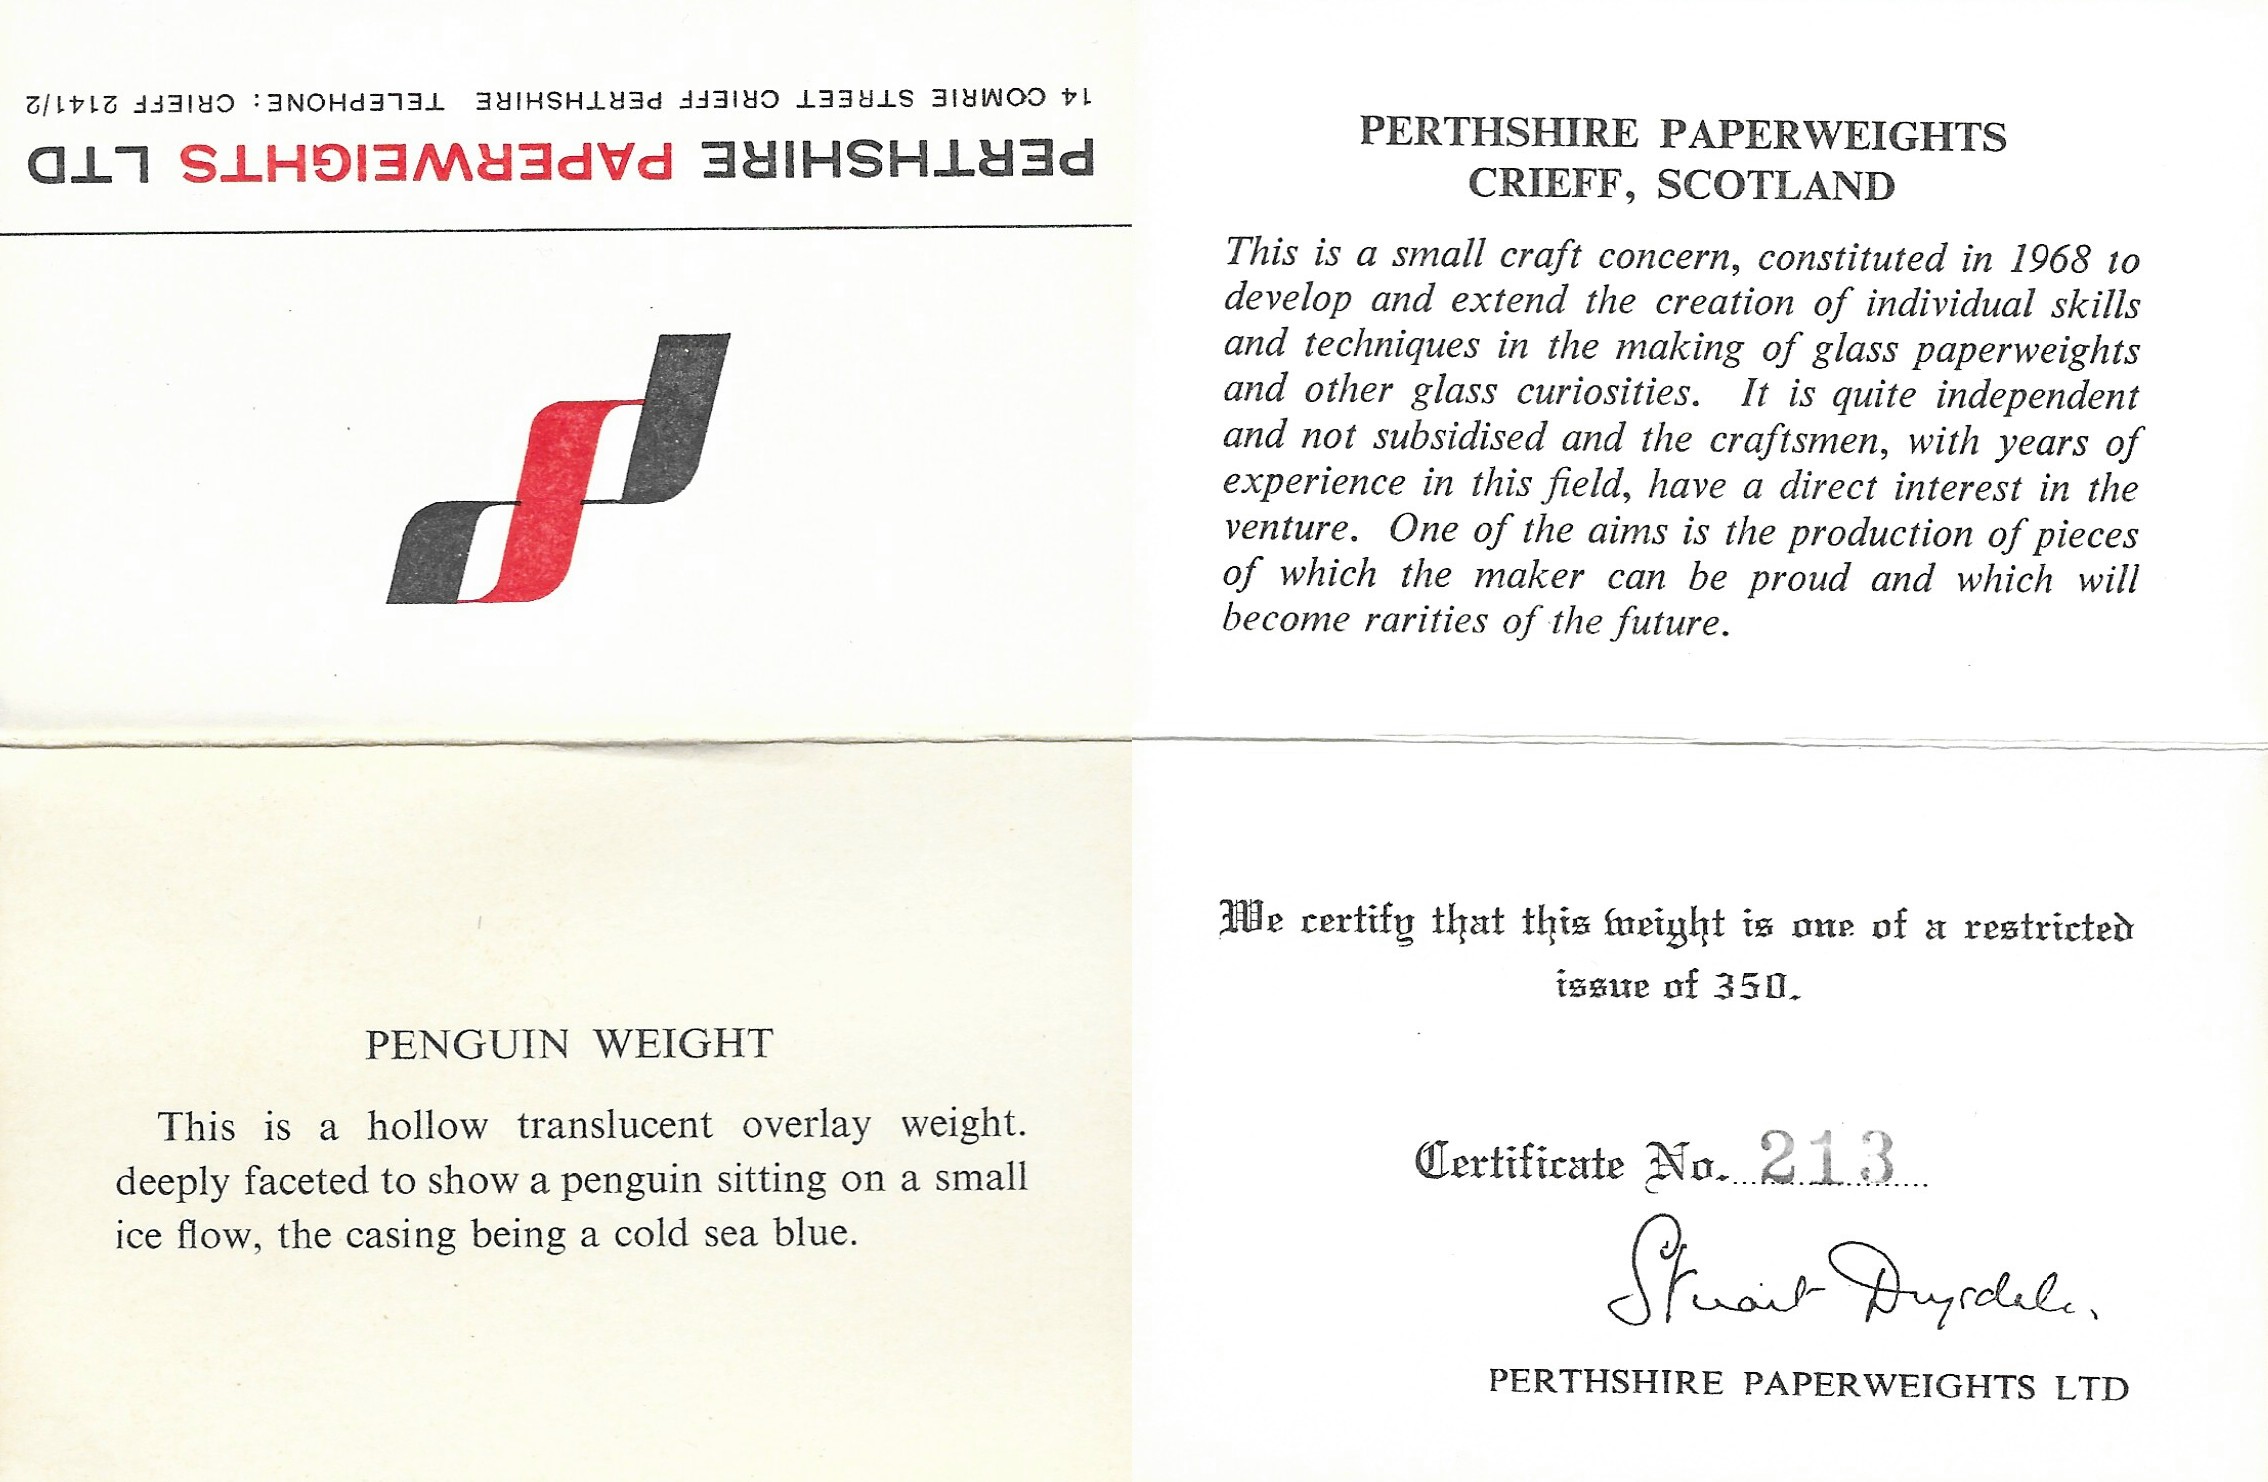 PERTHSHIRE PAPERWEIGHTS LTD
14 COMRIE STREET CRIEFF PERTHSHIRE TELEPHONE: CRIEFF 2141/2
PERTHSHIRE PAPERWEIGHTS
CRIEFF, SCOTLAND
This is a small craft concern, constituted in 1968 to
develop and extend the creation of individual skills
and techniques in the making of glass paperweights
and other glass curiosities. It is quite independent
and not subsidised and the craftsmen, with years of
experience in this field, have a direct interest in the
venture. One of the aims is the production of pieces
of which the maker can be proud and which will
become rarities of the future.
PENGUIN WEIGHT
This is a hollow translucent overlay weight.
deeply faceted to show a penguin sitting on a small
ice flow, the casing being a cold sea blue.
We certify that this weight is one of a restricted
issue of 350.
Certificate No. 213
Stuart Drysdale.
PERTHSHIRE PAPERWEIGHTS LTD